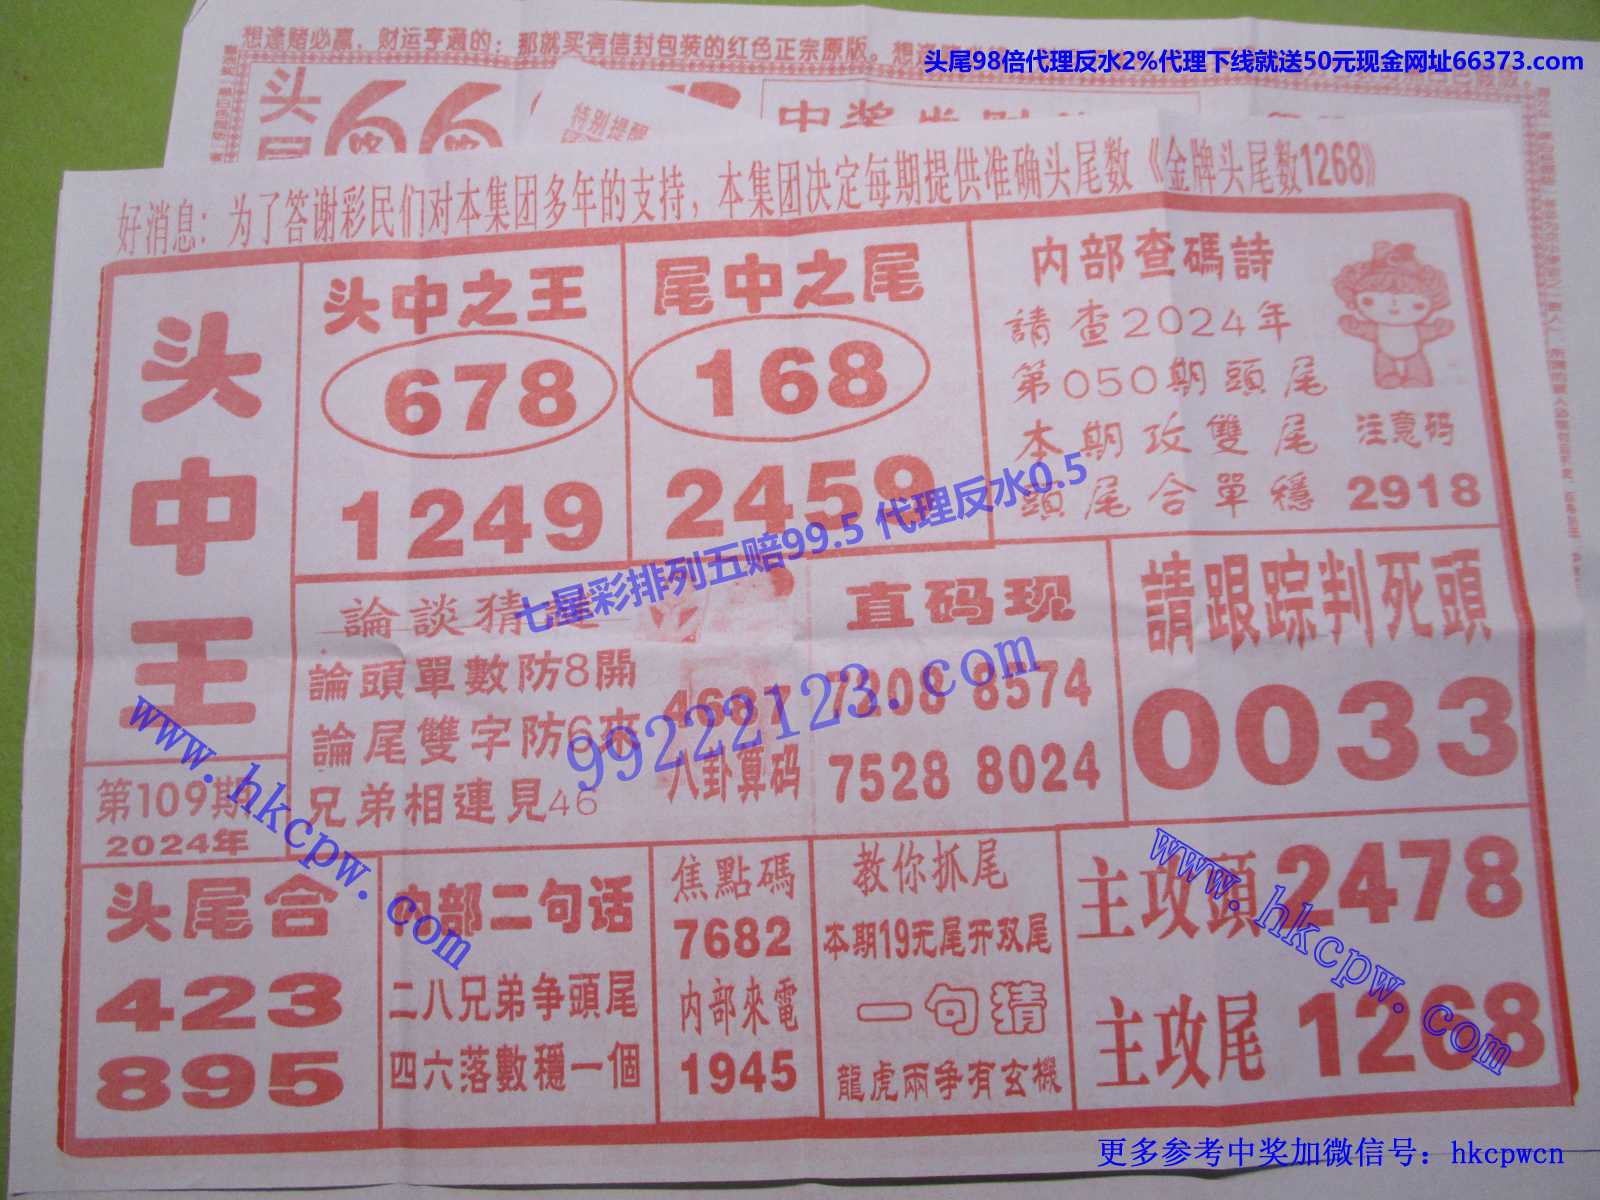 想逢赌必赢，财运亨通的：那就买有信封包装的红色正宗原版。
头尾98倍代理反水2%代理下线就送50元现金网址66373.com
头
66
特别提醒
好消息：为了答谢彩民们对本集团多年的支持，本集团决定每期提供准确头尾数《金牌头尾数1268》
头中王
第109期
2024年
头中之王
678
1249
尾中之尾
168
2459
内部查碼詩
請查2024年
第050期頭尾
本期攻雙尾
頭尾合單穩
注意码
2918
七星彩排列五赔99.5 代理反水0.5
論談猜
論頭單數防8開
論尾雙字防6來
兄弟相連見46
4687
八卦算码
直码现
7208 8574
7528 8024
99222123.com
請跟踪判死頭
0033
www.hkcpw.com
头尾合
423
895
内部二句话
二八兄弟争頭尾
四六落數穩一個
焦點碼
7682
内部來電
1945
教你抓尾
本期19无尾开双尾
一句猜
龍虎兩争有玄機
主攻頭2478
主攻尾1268
www.hkcpw.com
更多参考中奖加微信号：hkcpwcn